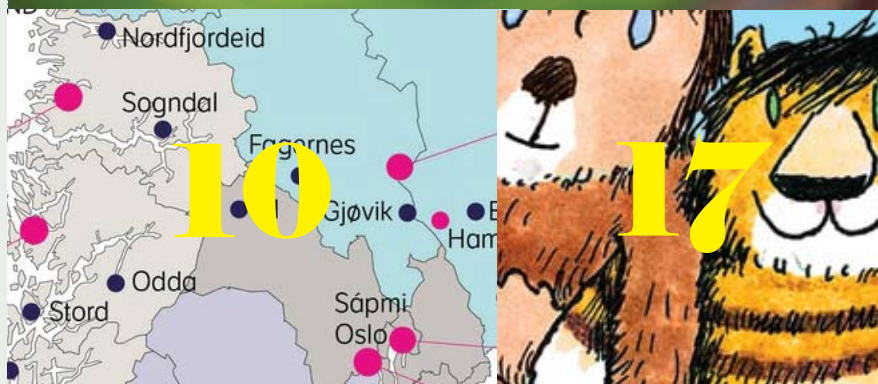 Nordfjordeid
Sogndal
Fagernes
10
17
Gjøvik
Ham
Odda
Stord
Sápmi
Oslo